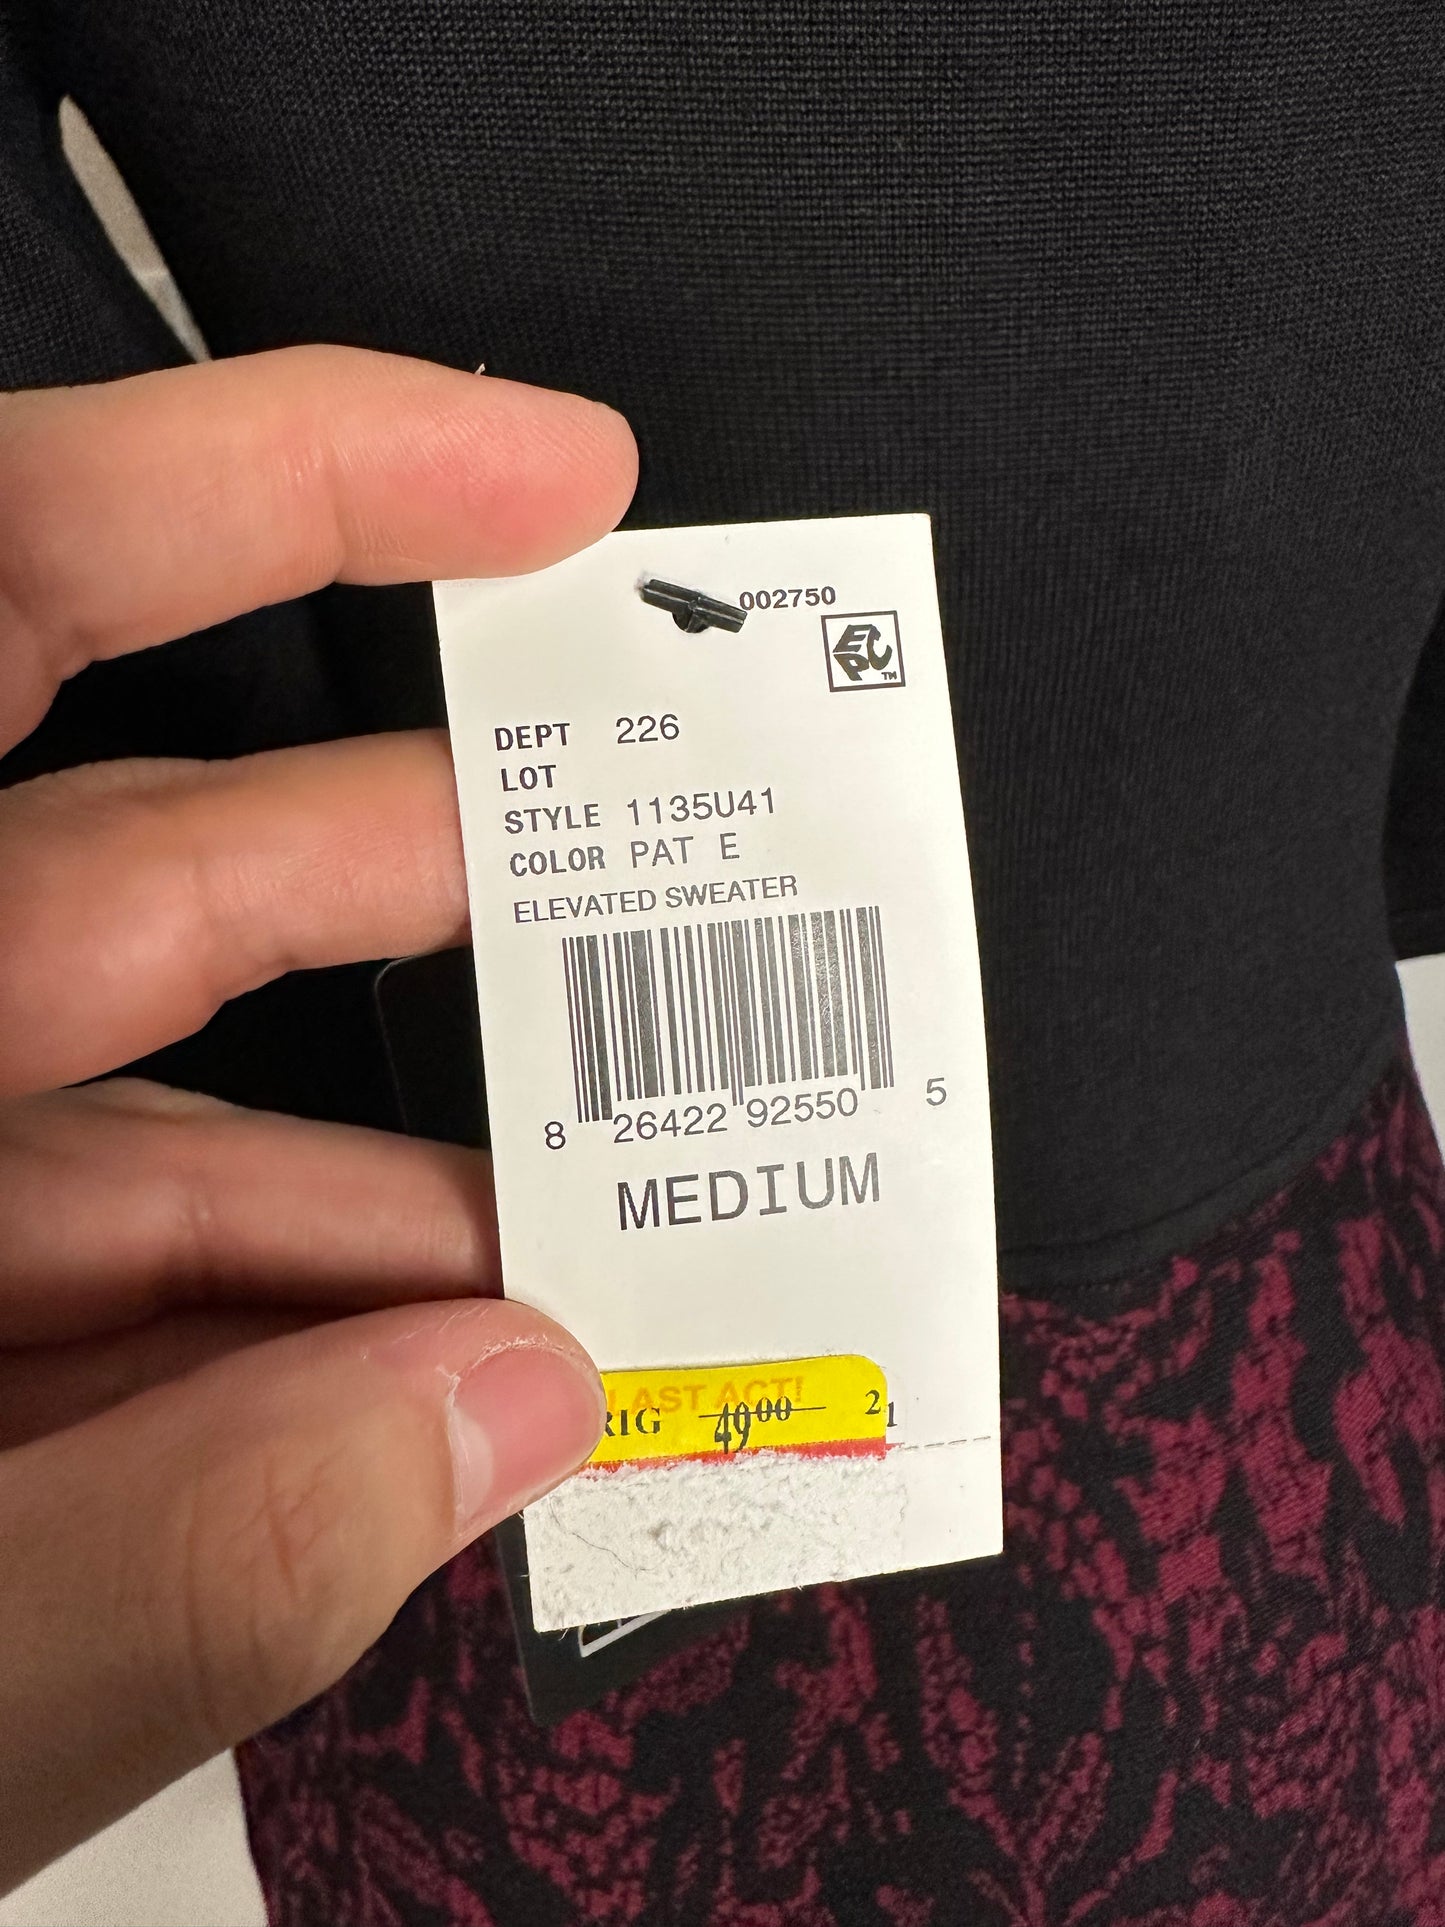 002750
EPC™
DEPT 226
LOT
STYLE 1135U41
COLOR PAT E
ELEVATED SWEATER
8 26422 92550 5
MEDIUM
LAST ACT!
RIG 49 00 21